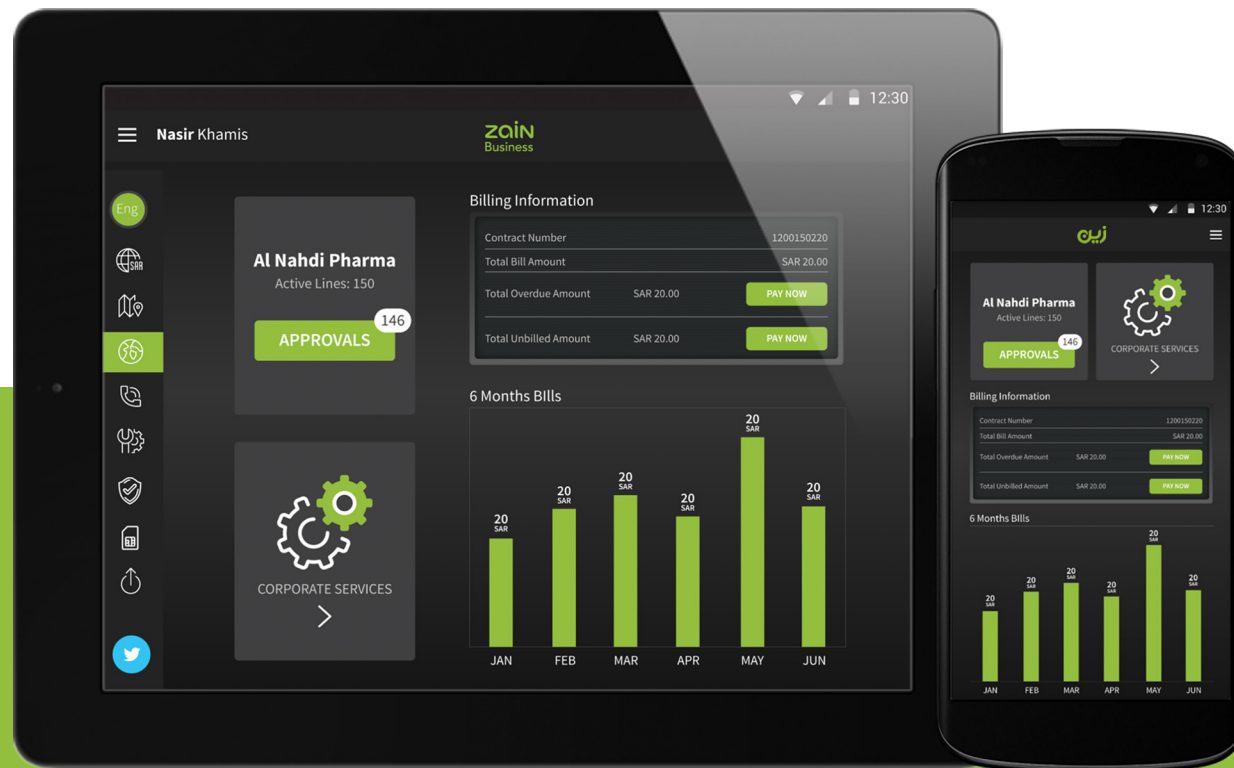 12:30
Nasir Khamis
zain
Business
Eng
SAR
Al Nahdi Pharma
Active Lines: 150
146
APPROVALS
CORPORATE SERVICES
Billing Information
Contract Number 1200150220
Total Bill Amount SAR 20.00
Total Overdue Amount SAR 20.00 PAY NOW
Total Unbilled Amount SAR 20.00 PAY NOW
6 Months BIlls
20 20 20 20 20 20
SAR SAR SAR SAR SAR SAR
JAN FEB MAR APR MAY JUN
12:30
زين
Al Nahdi Pharma
Active Lines: 150
146
APPROVALS
CORPORATE SERVICES
Billing Information
Contract Number 1200150220
Total Bill Amount SAR 20.00
Total Overdue Amount SAR 20.00 PAY NOW
Total Unbilled Amount SAR 20.00 PAY NOW
6 Months BIlls
20 20 20 20 20 20
SAR SAR SAR SAR SAR SAR
JAN FEB MAR APR MAY JUN